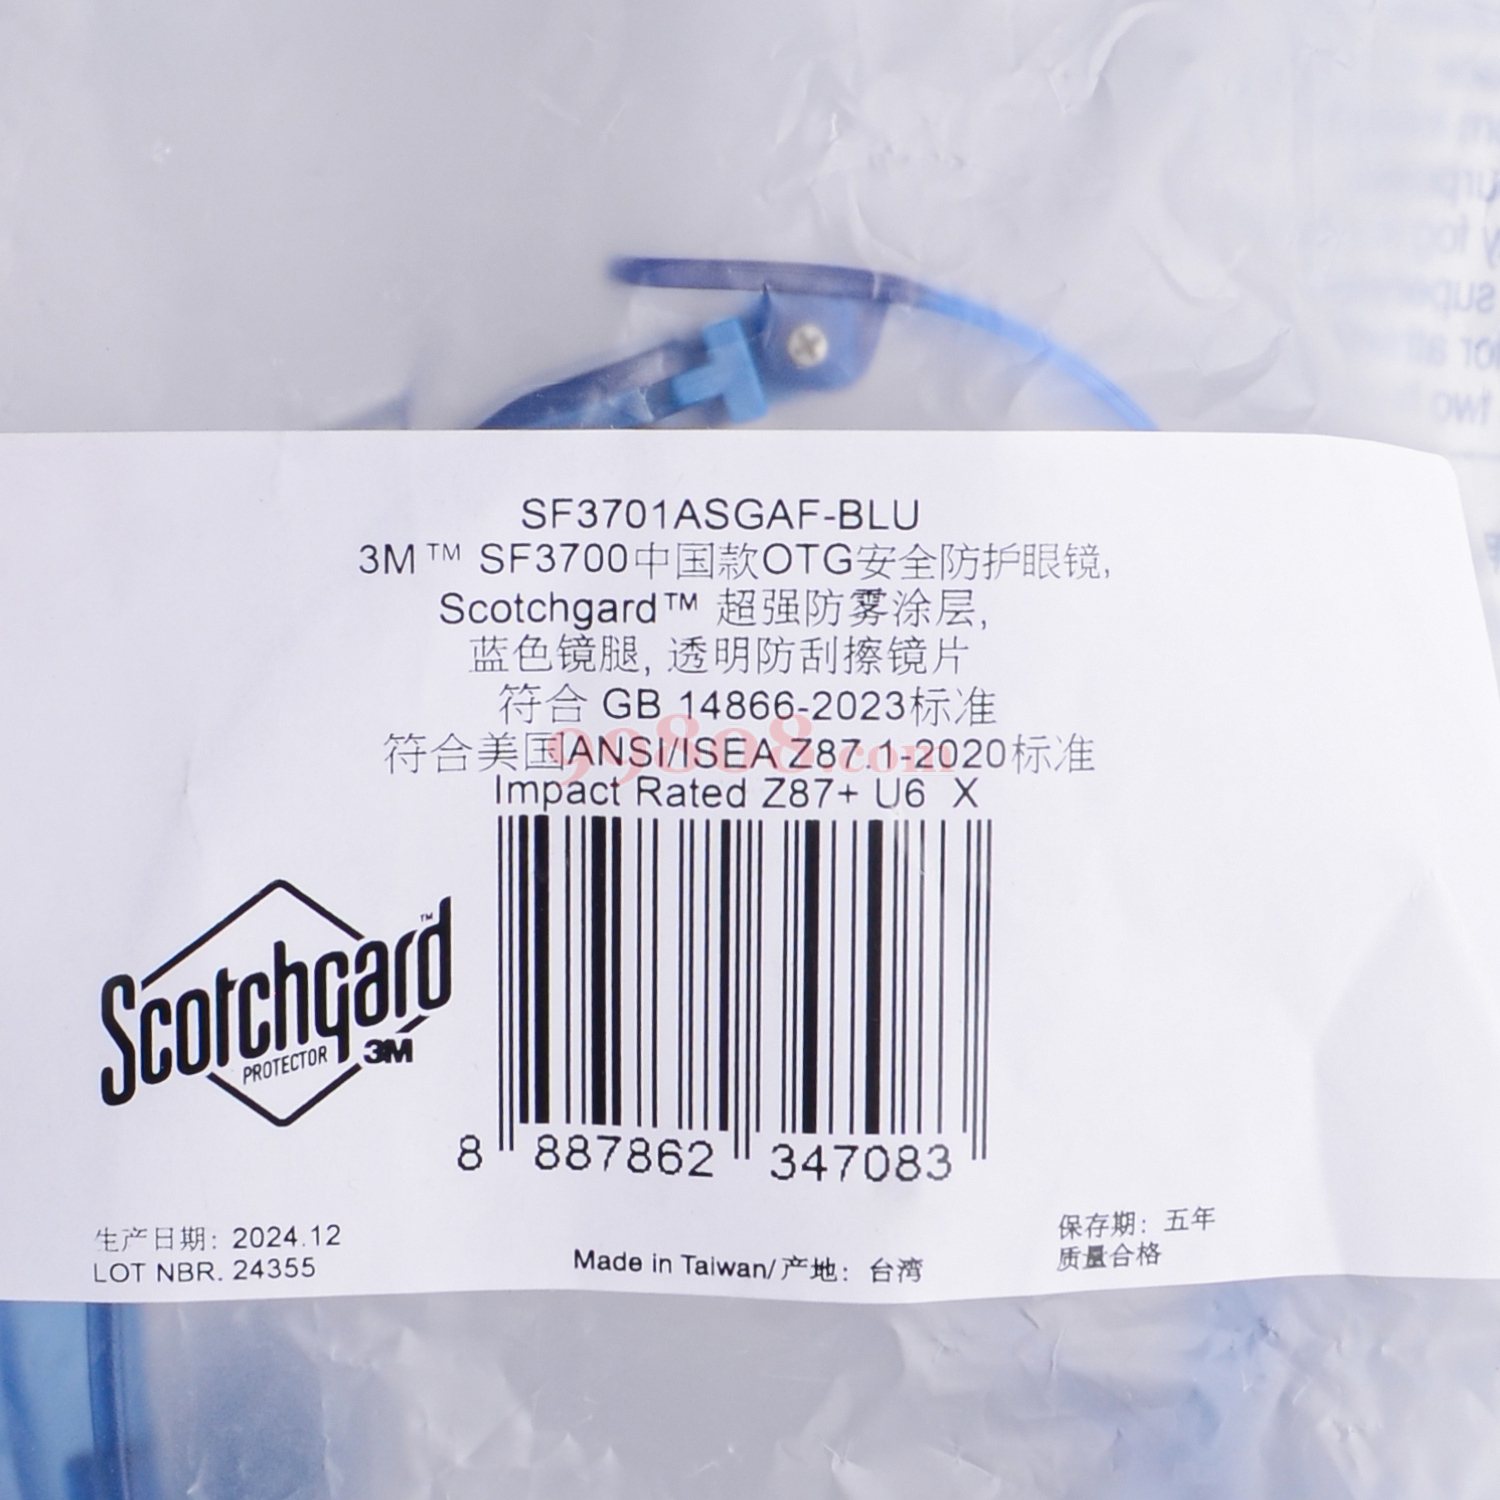 SF3701ASGAF-BLU
3M™ SF3700中国款OTG安全防护眼镜,
Scotchgard™ 超强防雾涂层,
蓝色镜腿, 透明防刮擦镜片
符合 GB 14866-2023标准
符合美国ANSI/ISEA Z87.1-2020标准
99808.com
Impact Rated Z87+ U6 X
Scotchgard™
PROTECTOR 3M
8 887862 347083
生产日期: 2024.12
LOT NBR. 24355
Made in Taiwan/产地: 台湾
保存期: 五年
质量合格